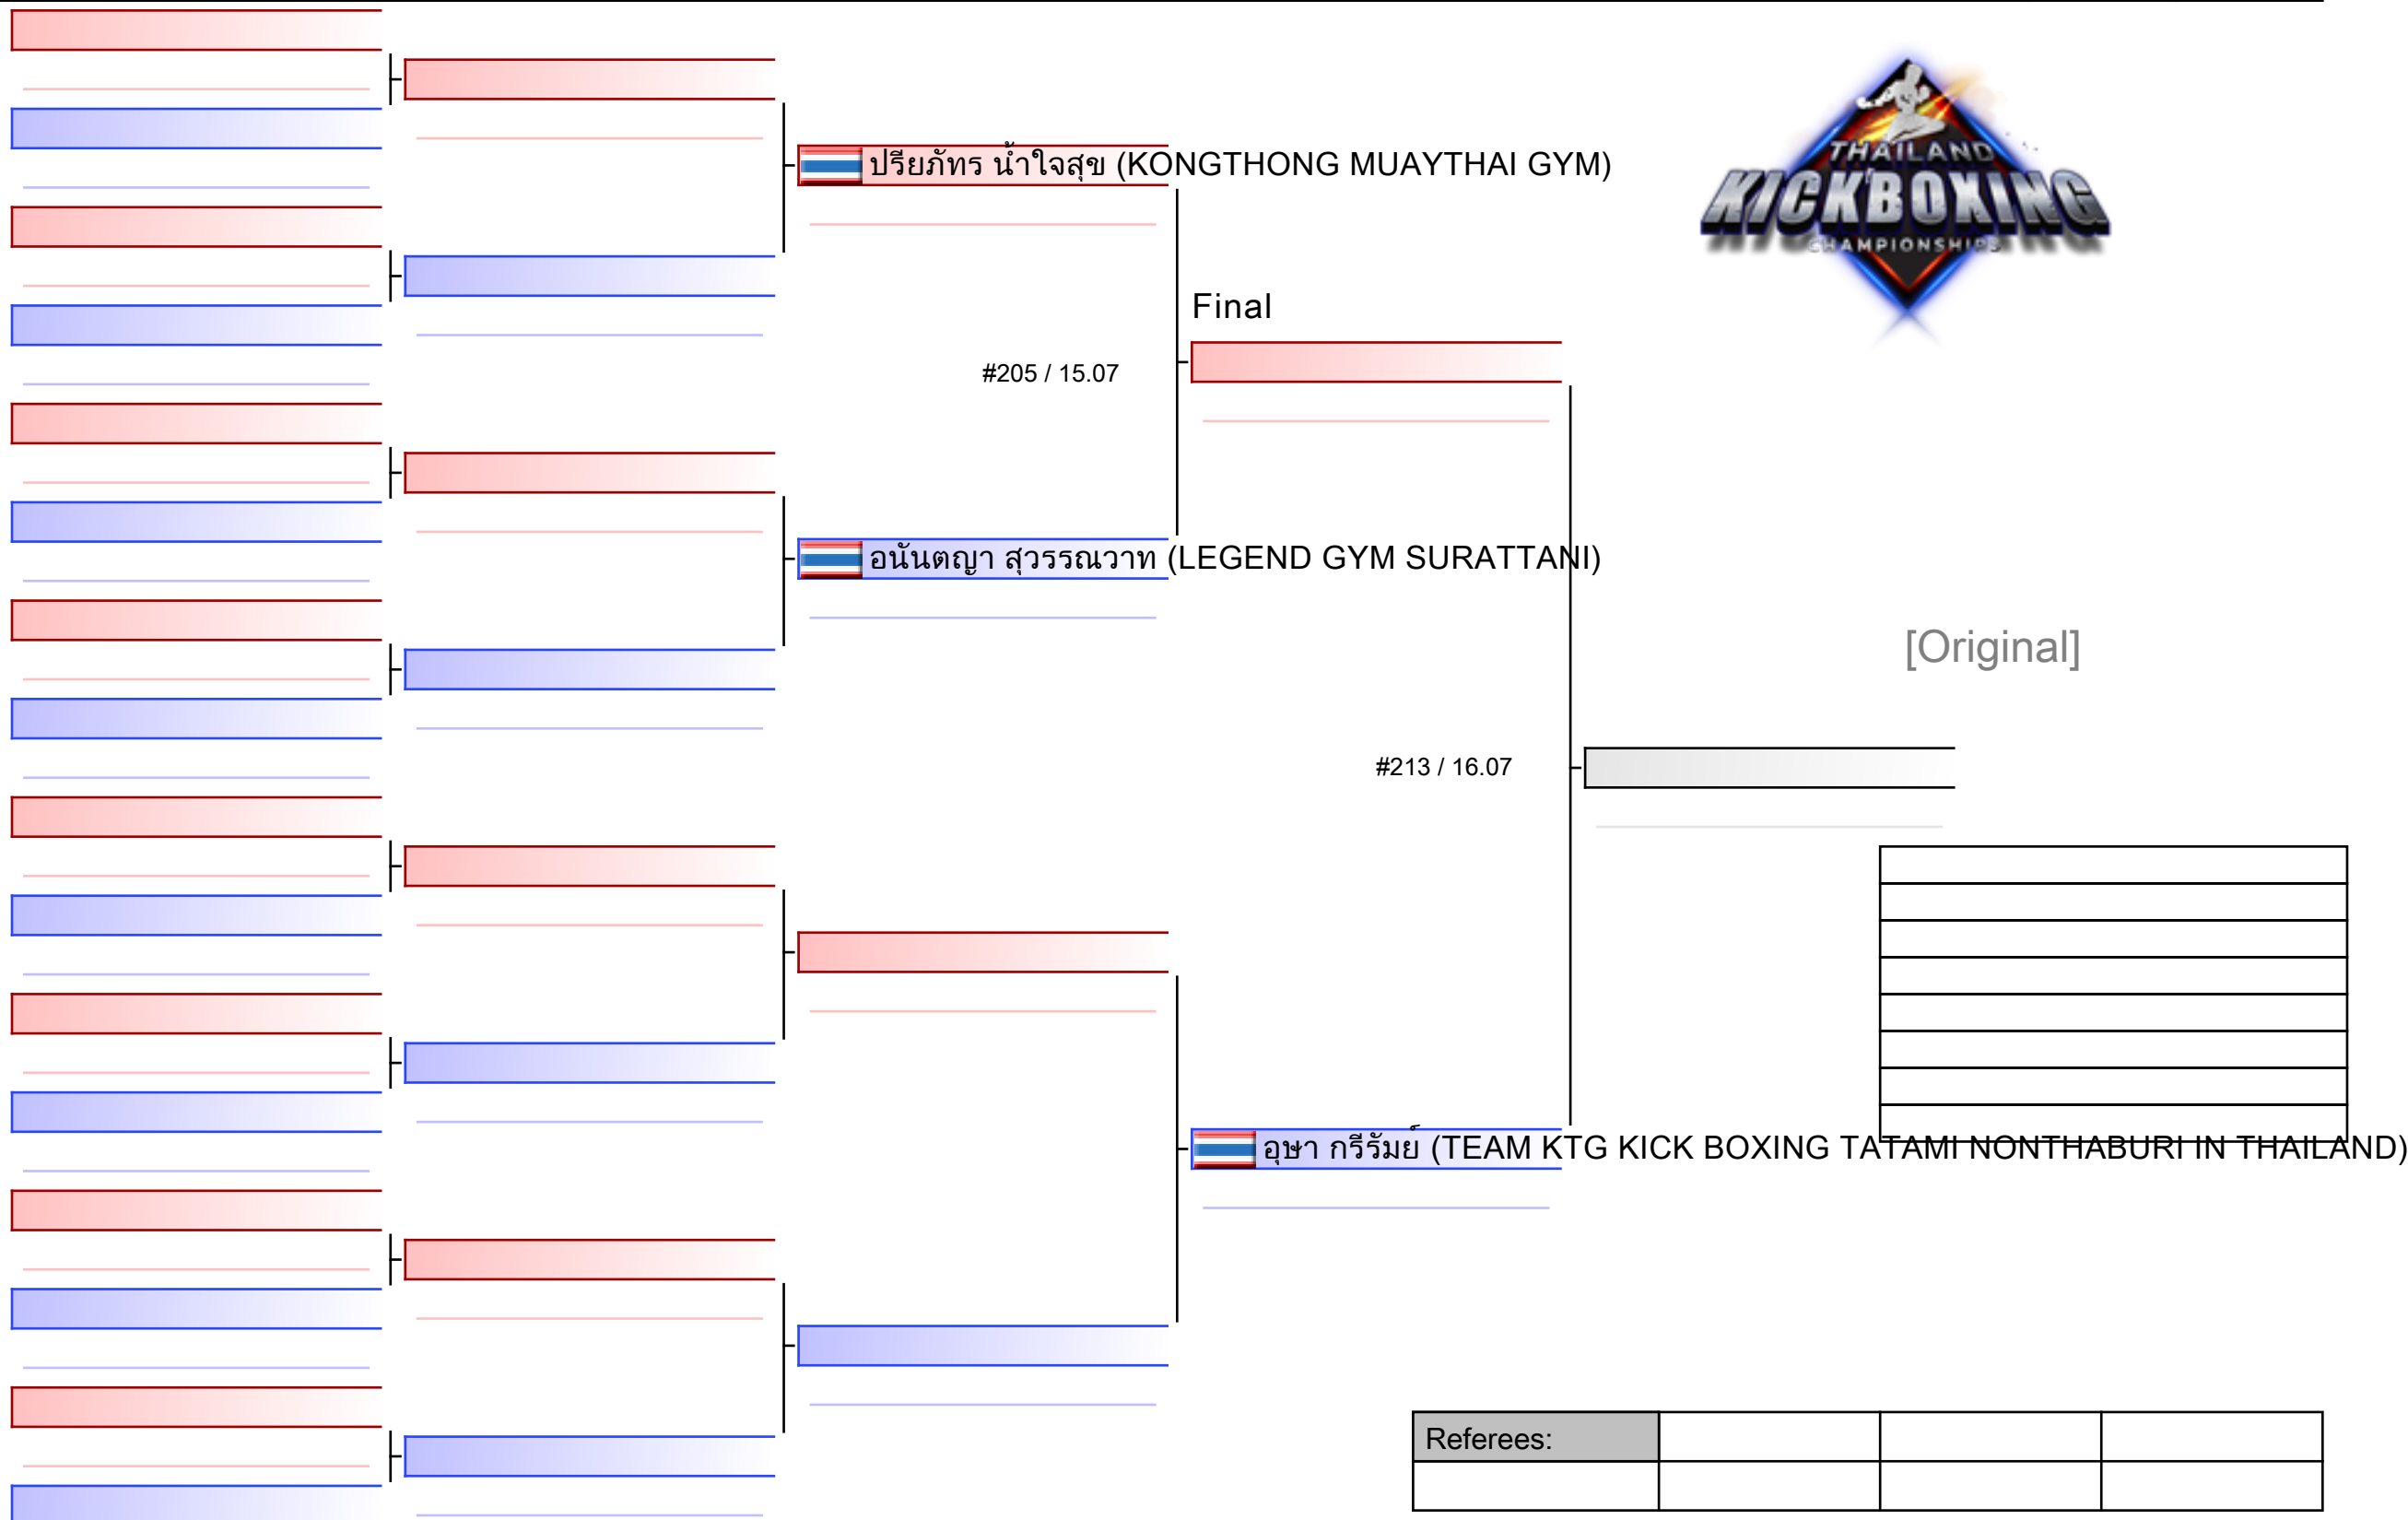 THAILAND
KICKBOXING
CHAMPIONSHIPS
ปรียภัทร น้ำใจสุข (KONGTHONG MUAYTHAI GYM)
Final
#205 / 15.07
อนันตญา สุวรรณวาท (LEGEND GYM SURATTANI)
[Original]
#213 / 16.07
อุษา กรีรัมย์ (TEAM KTG KICK BOXING TATAMI NONTHABURI IN THAILAND)
Referees: